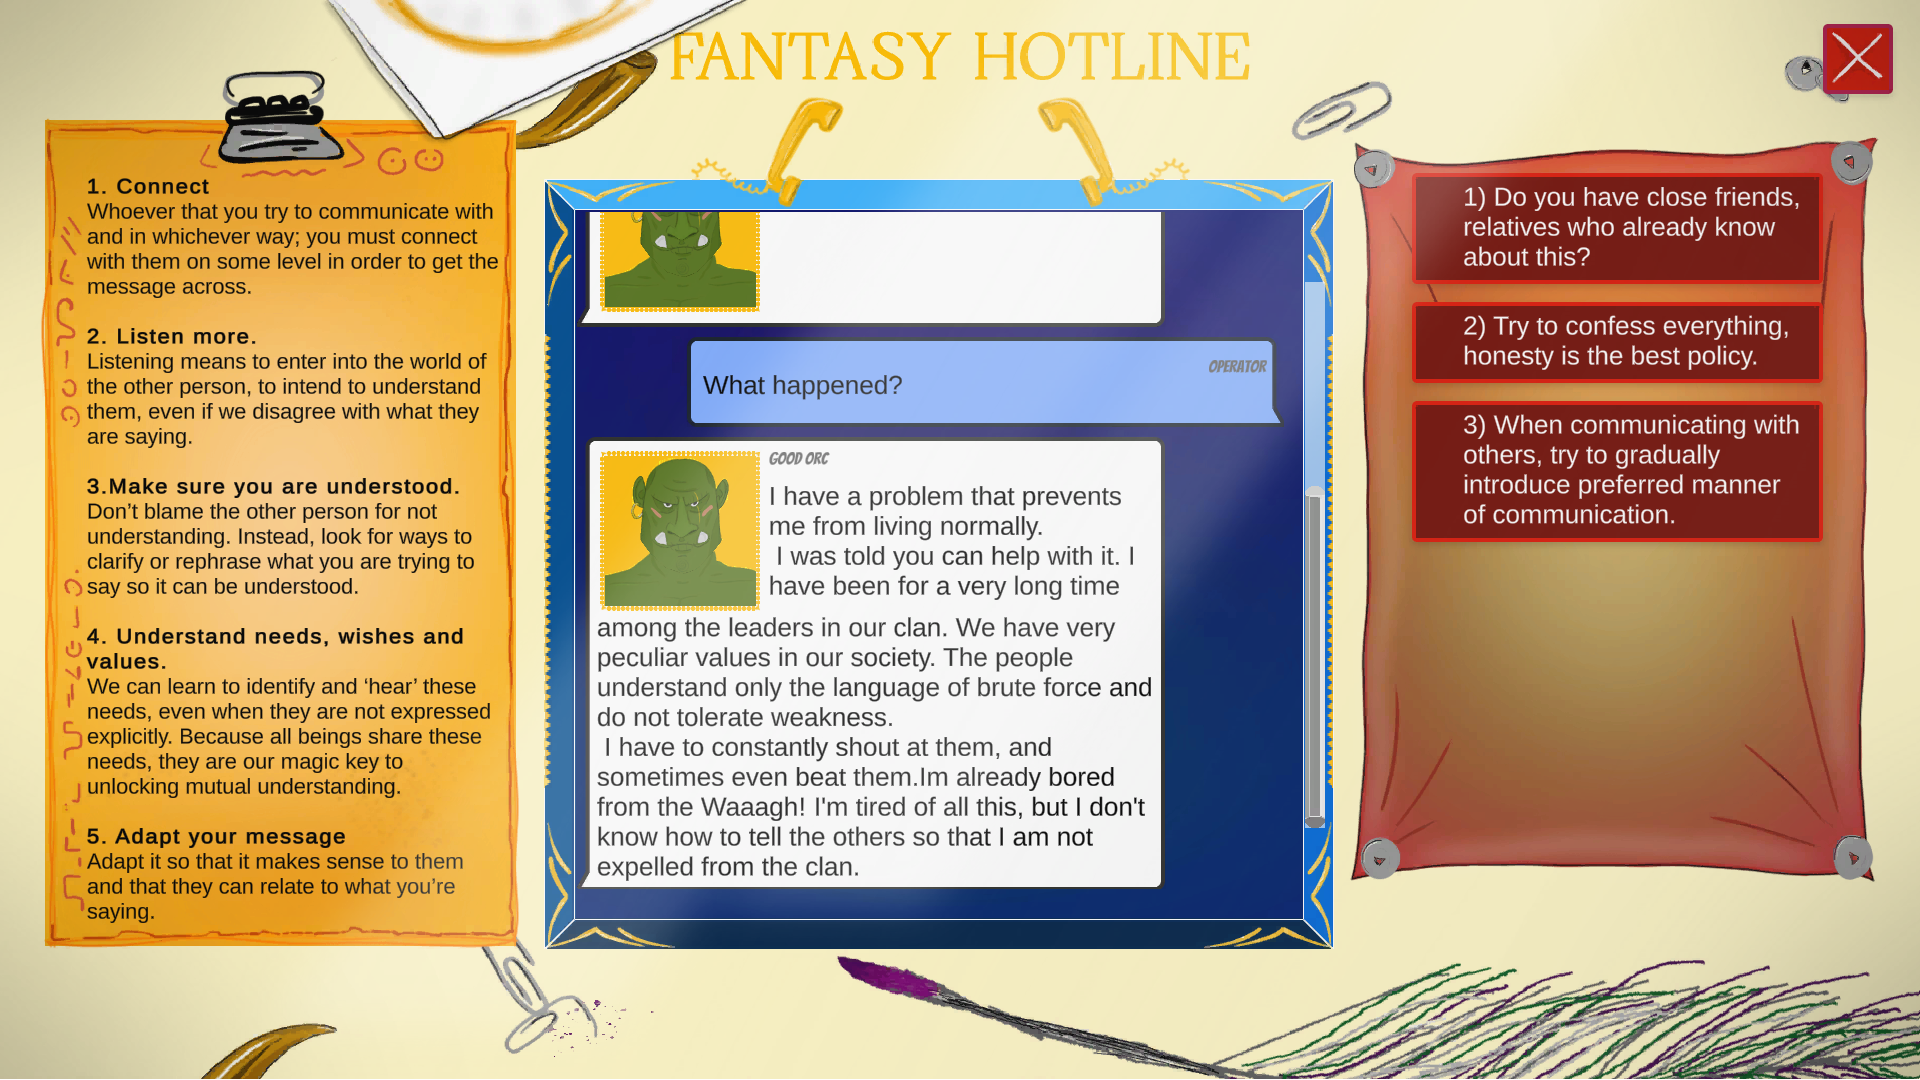 FANTASY HOTLINE
1. Connect
Whoever that you try to communicate with
and in whichever way; you must connect
with them on some level in order to get the
message across.
2. Listen more.
Listening means to enter into the world of
the other person, to intend to understand
them, even if we disagree with what they
are saying.
3.Make sure you are understood.
Don’t blame the other person for not
understanding. Instead, look for ways to
clarify or rephrase what you are trying to
say so it can be understood.
4. Understand needs, wishes and
values.
We can learn to identify and ‘hear’ these
needs, even when they are not expressed
explicitly. Because all beings share these
needs, they are our magic key to
unlocking mutual understanding.
5. Adapt your message
Adapt it so that it makes sense to them
and that they can relate to what you’re
saying.
OPERATOR
What happened?
GOOD ORC
I have a problem that prevents
me from living normally.
I was told you can help with it. I
have been for a very long time
among the leaders in our clan. We have very
peculiar values in our society. The people
understand only the language of brute force and
do not tolerate weakness.
I have to constantly shout at them, and
sometimes even beat them.Im already bored
from the Waaagh! I'm tired of all this, but I don't
know how to tell the others so that I am not
expelled from the clan.
1) Do you have close friends,
relatives who already know
about this?
2) Try to confess everything,
honesty is the best policy.
3) When communicating with
others, try to gradually
introduce preferred manner
of communication.